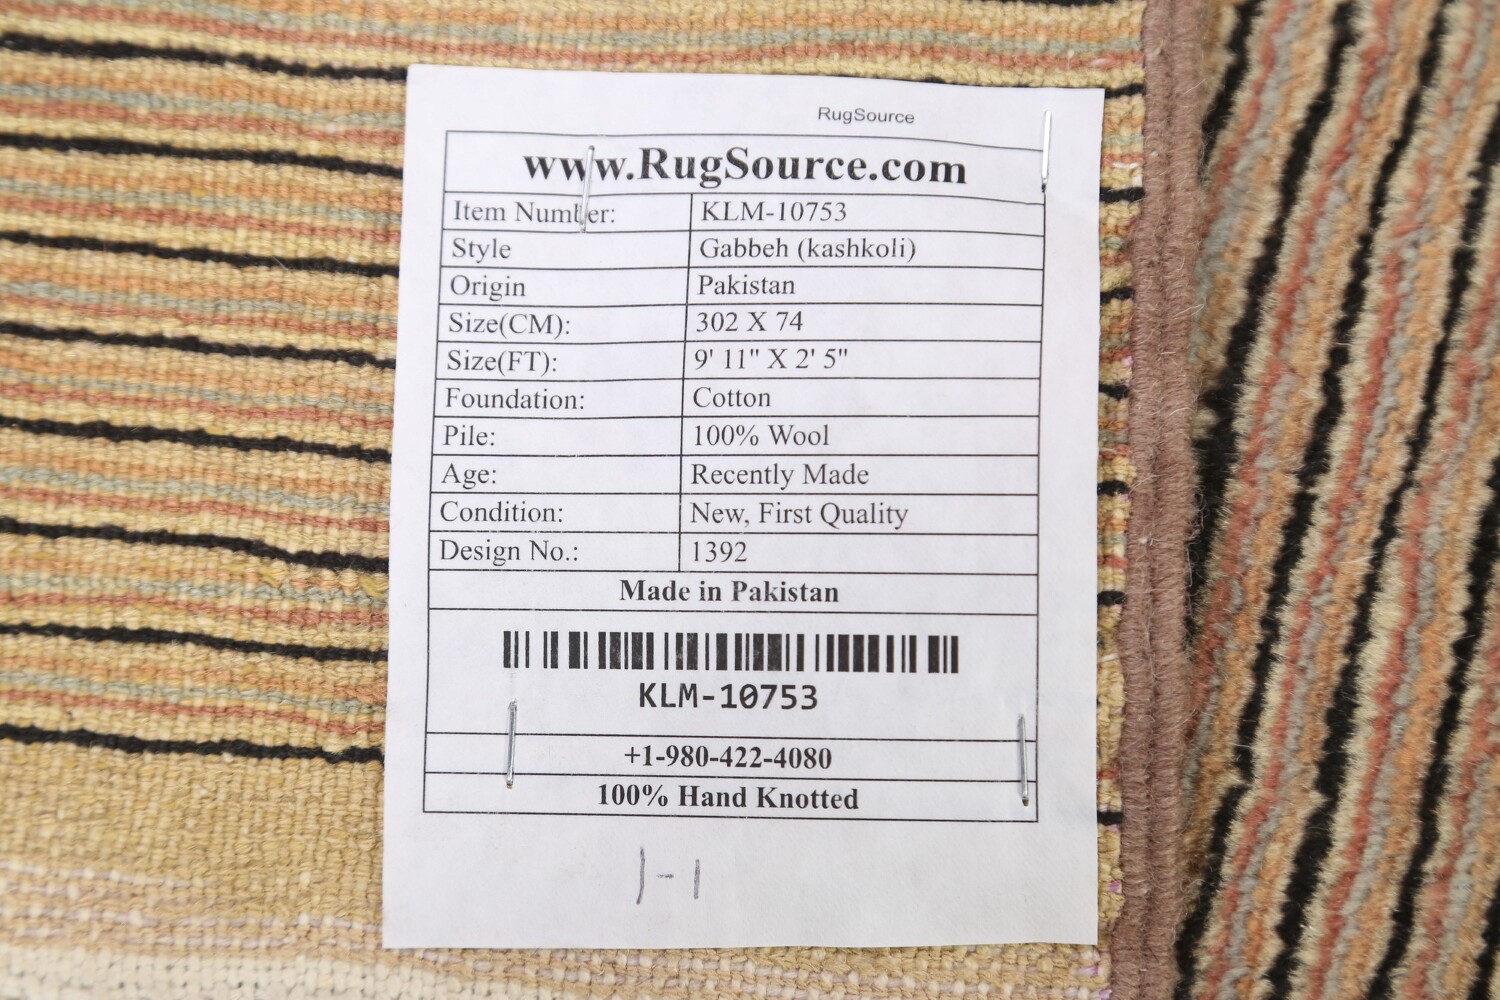 RugSource
www.RugSource.com
Item Number: KLM-10753
Style Gabbeh (kashkoli)
Origin Pakistan
Size(CM): 302 X 74
Size(FT): 9' 11" X 2' 5"
Foundation: Cotton
Pile: 100% Wool
Age: Recently Made
Condition: New, First Quality
Design No.: 1392
Made in Pakistan
KLM-10753
+1-980-422-4080
100% Hand Knotted
1-1